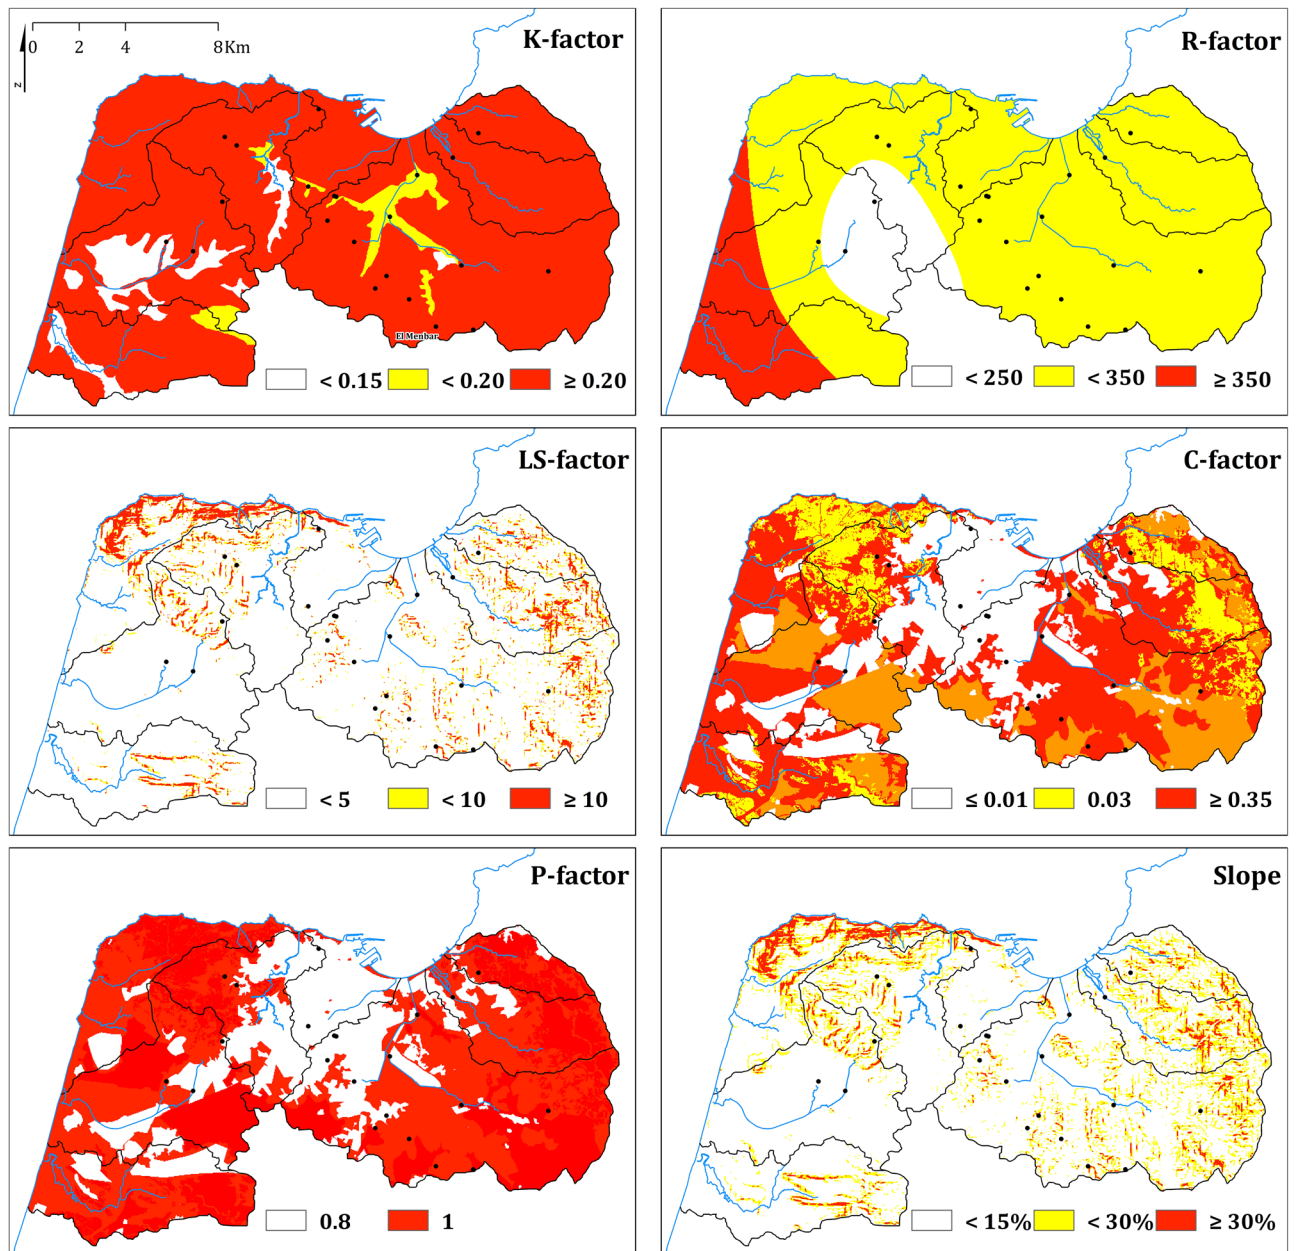 K-factor
0 2 4 8Km
z
El Menbar
< 0.15 < 0.20 ≥ 0.20
R-factor
< 250 < 350 ≥ 350
LS-factor
< 5 < 10 ≥ 10
C-factor
≤ 0.01 0.03 ≥ 0.35
P-factor
0.8 1
Slope
< 15% < 30% ≥ 30%